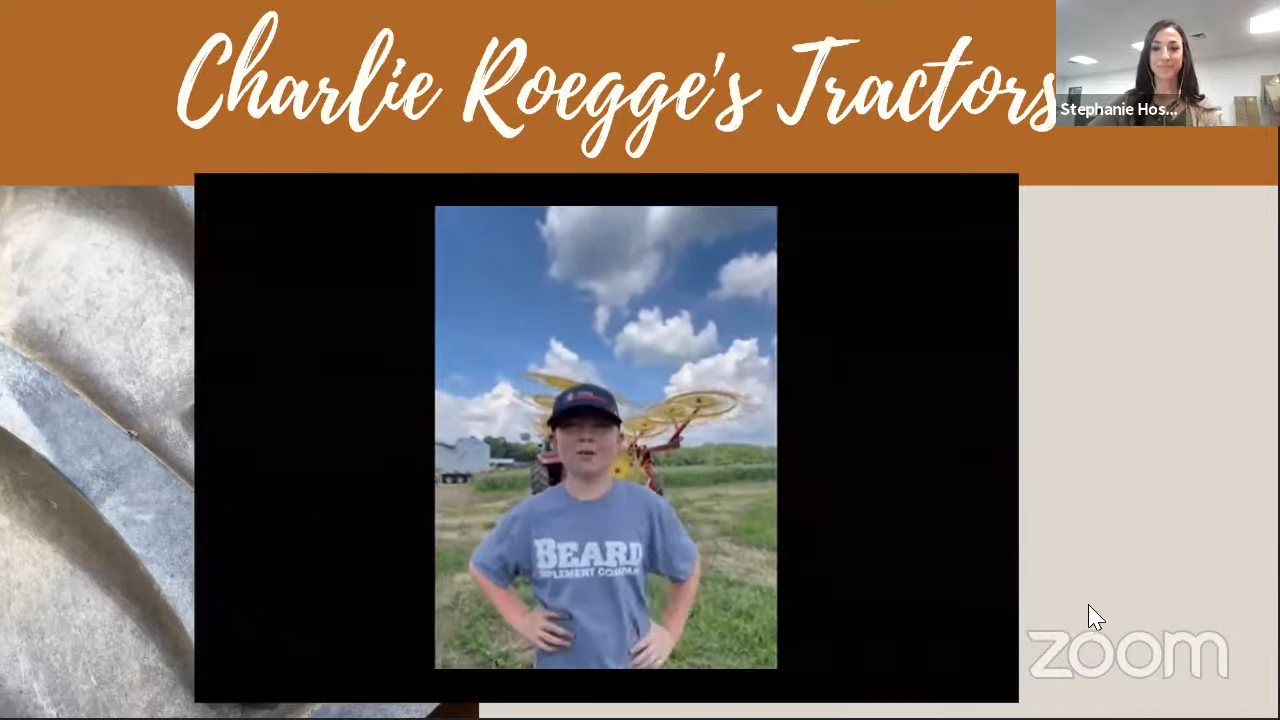 Charlie Roegge's Tractors
Stephanie Hos...
BEARD
IMPLEMENT COMPANY
zoom